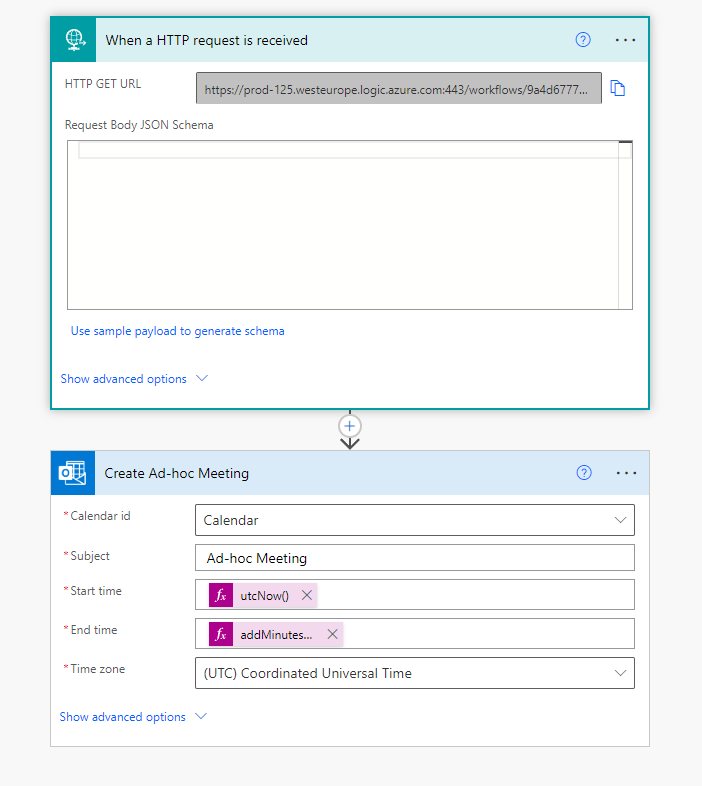 When a HTTP request is received
HTTP GET URL
https://prod-125.westeurope.logic.azure.com:443/workflows/9a4d6777...
Request Body JSON Schema
Use sample payload to generate schema
Show advanced options
Create Ad-hoc Meeting
* Calendar id
Calendar
* Subject
Ad-hoc Meeting
* Start time
fx utcNow()
* End time
fx addMinutes...
* Time zone
(UTC) Coordinated Universal Time
Show advanced options